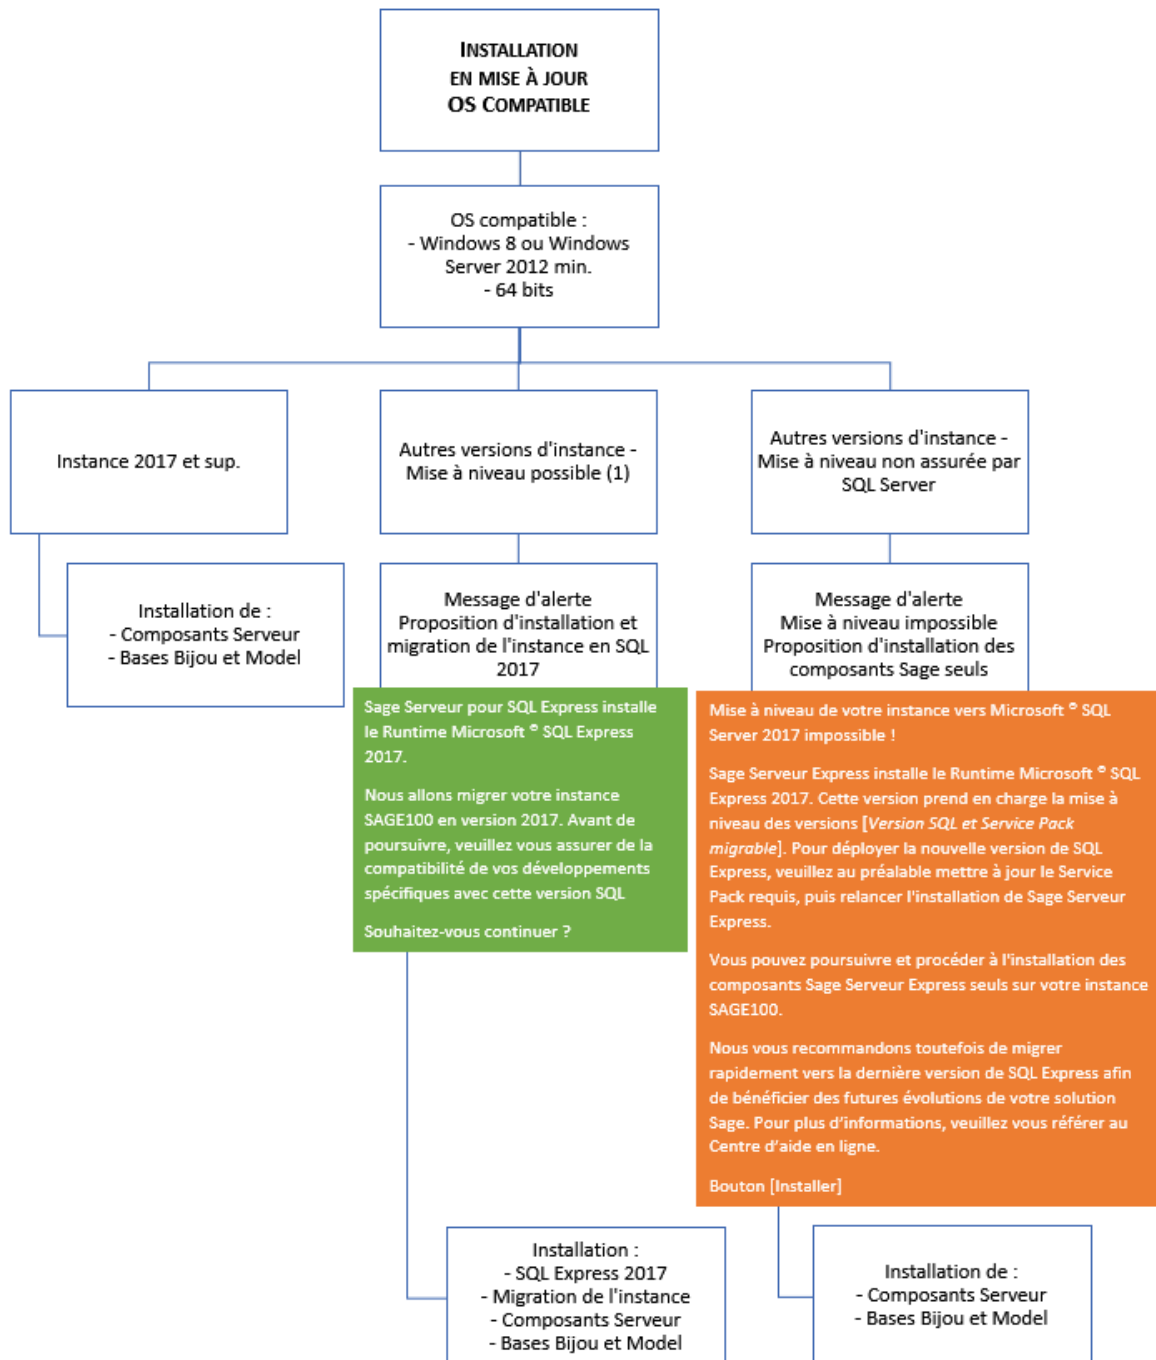 INSTALLATION
EN MISE À JOUR
OS COMPATIBLE
OS compatible :
- Windows 8 ou Windows
Server 2012 min.
- 64 bits
Instance 2017 et sup.
Autres versions d'instance -
Mise à niveau possible (1)
Autres versions d'instance -
Mise à niveau non assurée par
SQL Server
Installation de :
- Composants Serveur
- Bases Bijou et Model
Message d'alerte
Proposition d'installation et
migration de l'instance en SQL
2017
Message d'alerte
Mise à niveau impossible
Proposition d'installation des
composants Sage seuls
Sage Serveur pour SQL Express installe
le Runtime Microsoft ® SQL Express
2017.
Nous allons migrer votre instance
SAGE100 en version 2017. Avant de
poursuivre, veuillez vous assurer de la
compatibilité de vos développements
spécifiques avec cette version SQL
Souhaitez-vous continuer ?
Mise à niveau de votre instance vers Microsoft ® SQL
Server 2017 impossible !
Sage Serveur Express installe le Runtime Microsoft ® SQL
Express 2017. Cette version prend en charge la mise à
niveau des versions [Version SQL et Service Pack
migrable]. Pour déployer la nouvelle version de SQL
Express, veuillez au préalable mettre à jour le Service
Pack requis, puis relancer l'installation de Sage Serveur
Express.
Vous pouvez poursuivre et procéder à l'installation des
composants Sage Serveur Express seuls sur votre instance
SAGE100.
Nous vous recommandons toutefois de migrer
rapidement vers la dernière version de SQL Express afin
de bénéficier des futures évolutions de votre solution
Sage. Pour plus d'informations, veuillez vous référer au
Centre d'aide en ligne.
Bouton [Installer]
Installation :
- SQL Express 2017
- Migration de l'instance
- Composants Serveur
- Bases Bijou et Model
Installation de :
- Composants Serveur
- Bases Bijou et Model